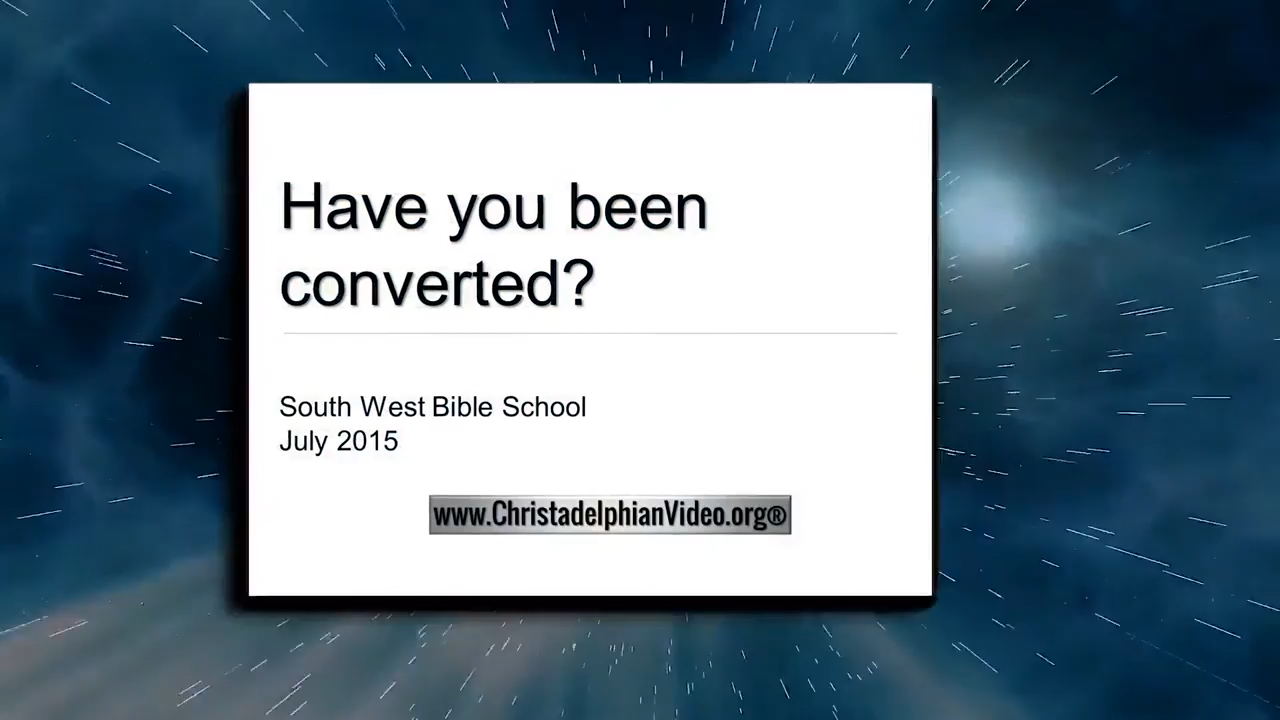 Have you been
converted?
South West Bible School
July 2015
www.ChristadelphianVideo.org®